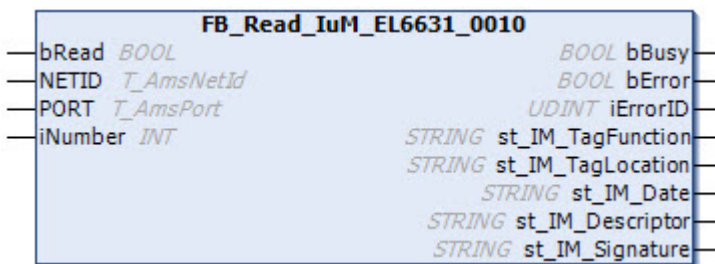 FB_Read_IuM_EL6631_0010
bRead BOOL BOOL bBusy
NETID T_AmsNetId BOOL bError
PORT T_AmsPort UDINT iErrorID
iNumber INT STRING st_IM_TagFunction
STRING st_IM_TagLocation
STRING st_IM_Date
STRING st_IM_Descriptor
STRING st_IM_Signature